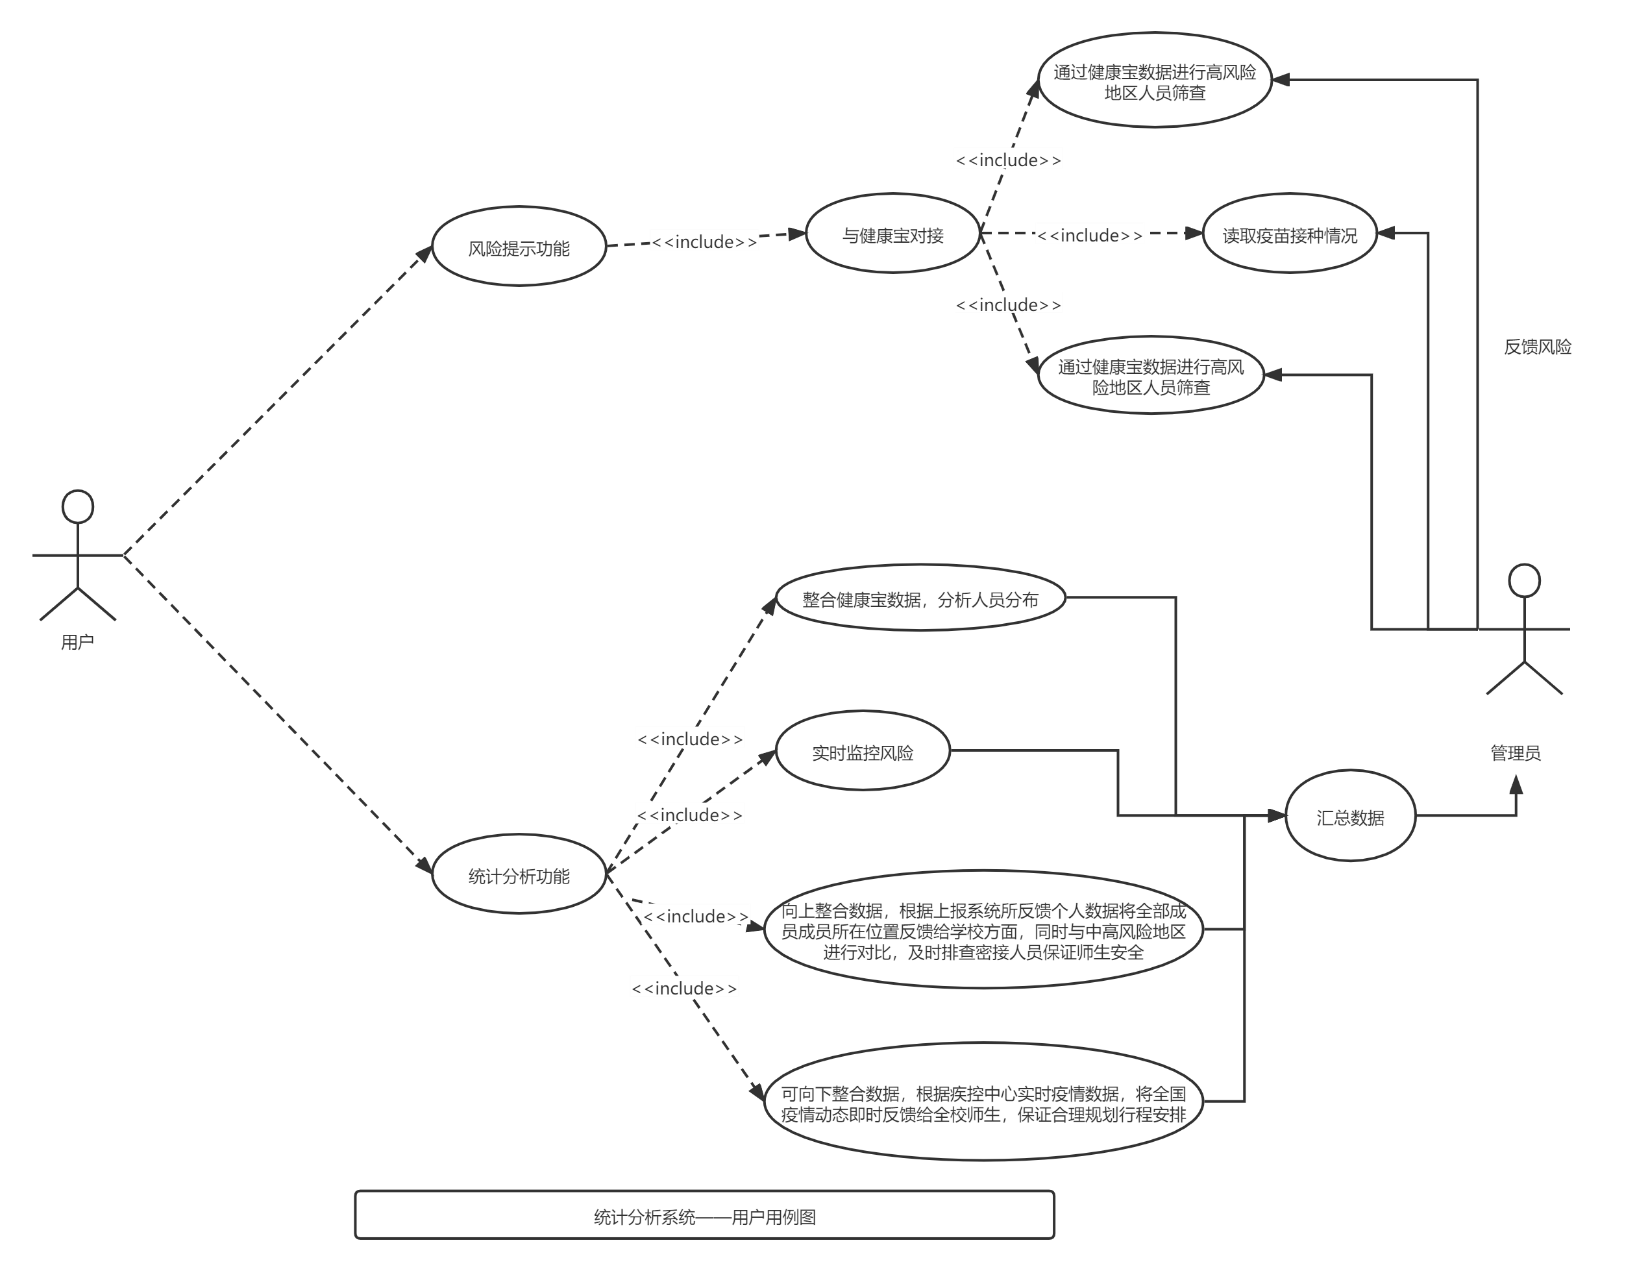 通过健康宝数据进行高风险
地区人员筛查
<<include>>
风险提示功能
<<include>>
与健康宝对接
<<include>>
读取疫苗接种情况
<<include>>
通过健康宝数据进行高风
险地区人员筛查
反馈风险
用户
整合健康宝数据，分析人员分布
<<include>>
实时监控风险
管理员
<<include>>
汇总数据
统计分析功能
<<include>>
向上整合数据，根据上报系统所反馈个人数据将全部成
员成员所在位置反馈给学校方面，同时与中高风险地区
进行对比，及时排查密接人员保证师生安全
<<include>>
可向下整合数据，根据疾控中心实时疫情数据，将全国
疫情动态即时反馈给全校师生，保证合理规划行程安排
统计分析系统——用户用例图